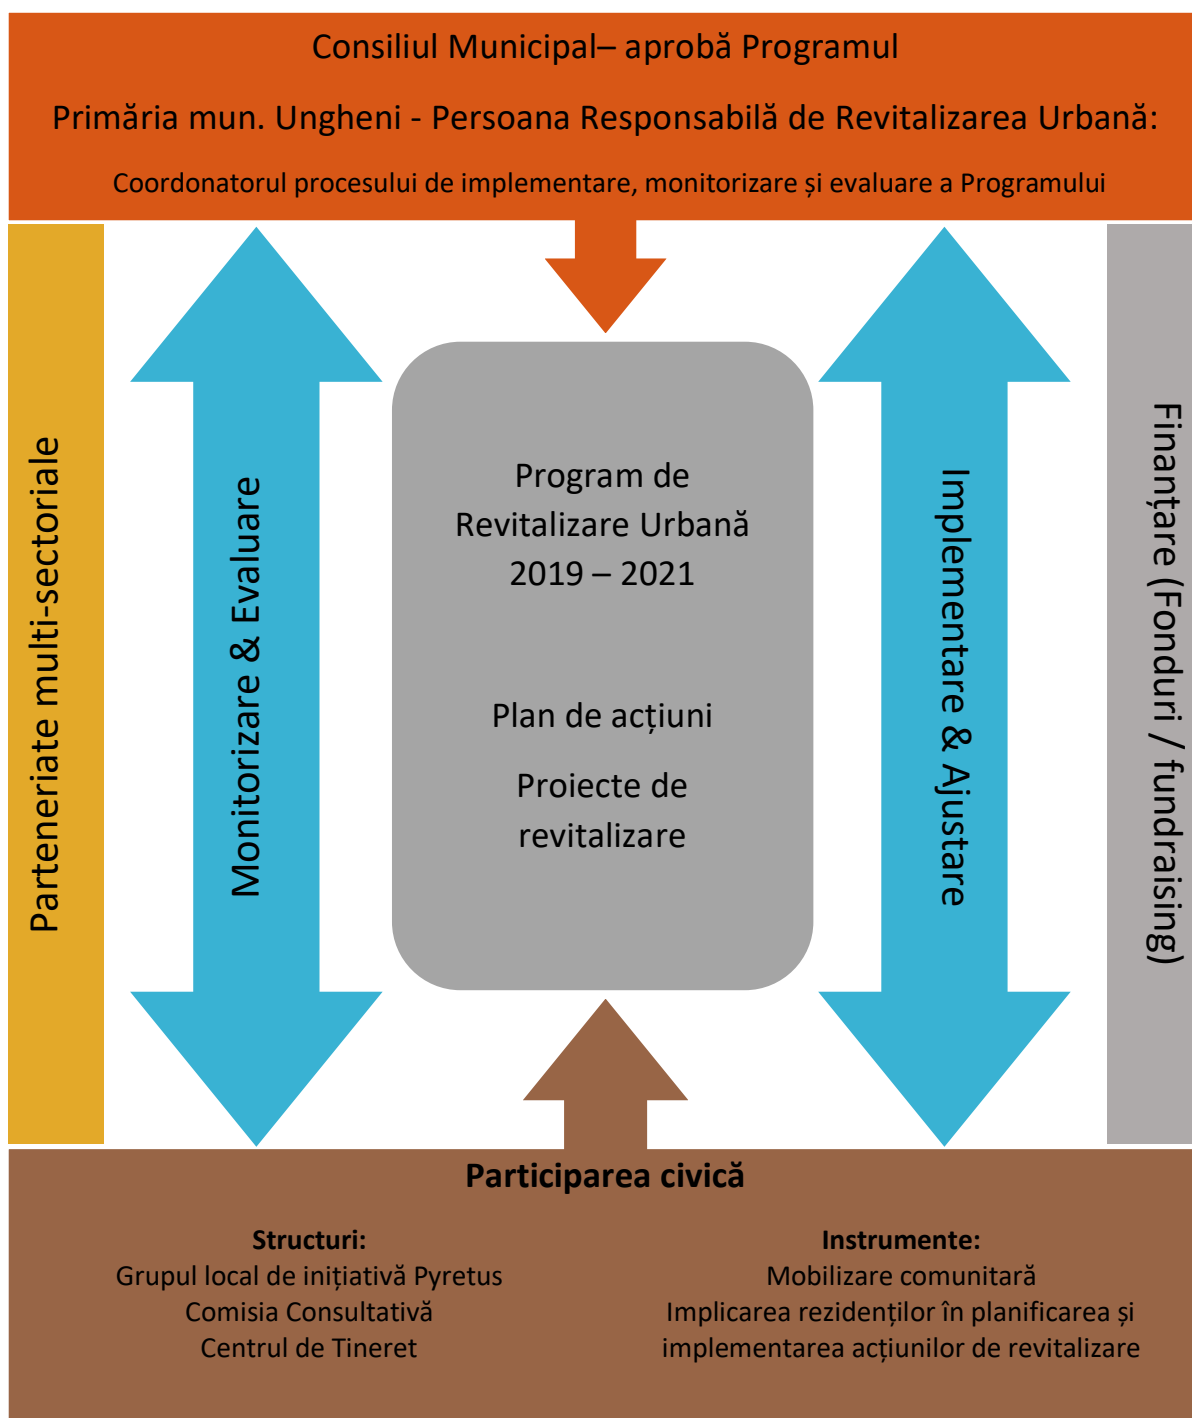 Consiliul Municipal– aprobă Programul
Primăria mun. Ungheni - Persoana Responsabilă de Revitalizarea Urbană:
Coordonatorul procesului de implementare, monitorizare și evaluare a Programului
Parteneriate multi-sectoriale
Monitorizare & Evaluare
Program de
Revitalizare Urbană
2019 – 2021
Plan de acțiuni
Proiecte de
revitalizare
Implementare & Ajustare
Finanțare (Fonduri / fundraising)
Participarea civică
Structuri:
Grupul local de inițiativă Pyretus
Comisia Consultativă
Centrul de Tineret
Instrumente:
Mobilizare comunitară
Implicarea rezidenților în planificarea și
implementarea acțiunilor de revitalizare